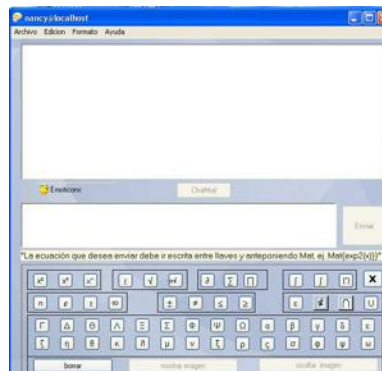 nancy@localhost
Archivo Edicion Formato Ayuda
Emoticons
Chatear
Enviar
"La ecuación que desea enviar debe ir escrita entre llaves y anteponiendo Mat. ej. Mat{exp2(x)}"
∂ ∑ ∏ ∫ X
π e ∞ ± ≠ ≤ ≥ ∈ ∉ ⋂ U
Γ Δ Θ Λ Ξ Σ Φ Ψ Ω α β γ δ ε
ζ η θ κ μ ν ξ ρ ς σ φ ψ ω
borrar
mostrar imagen
ocultar imagen